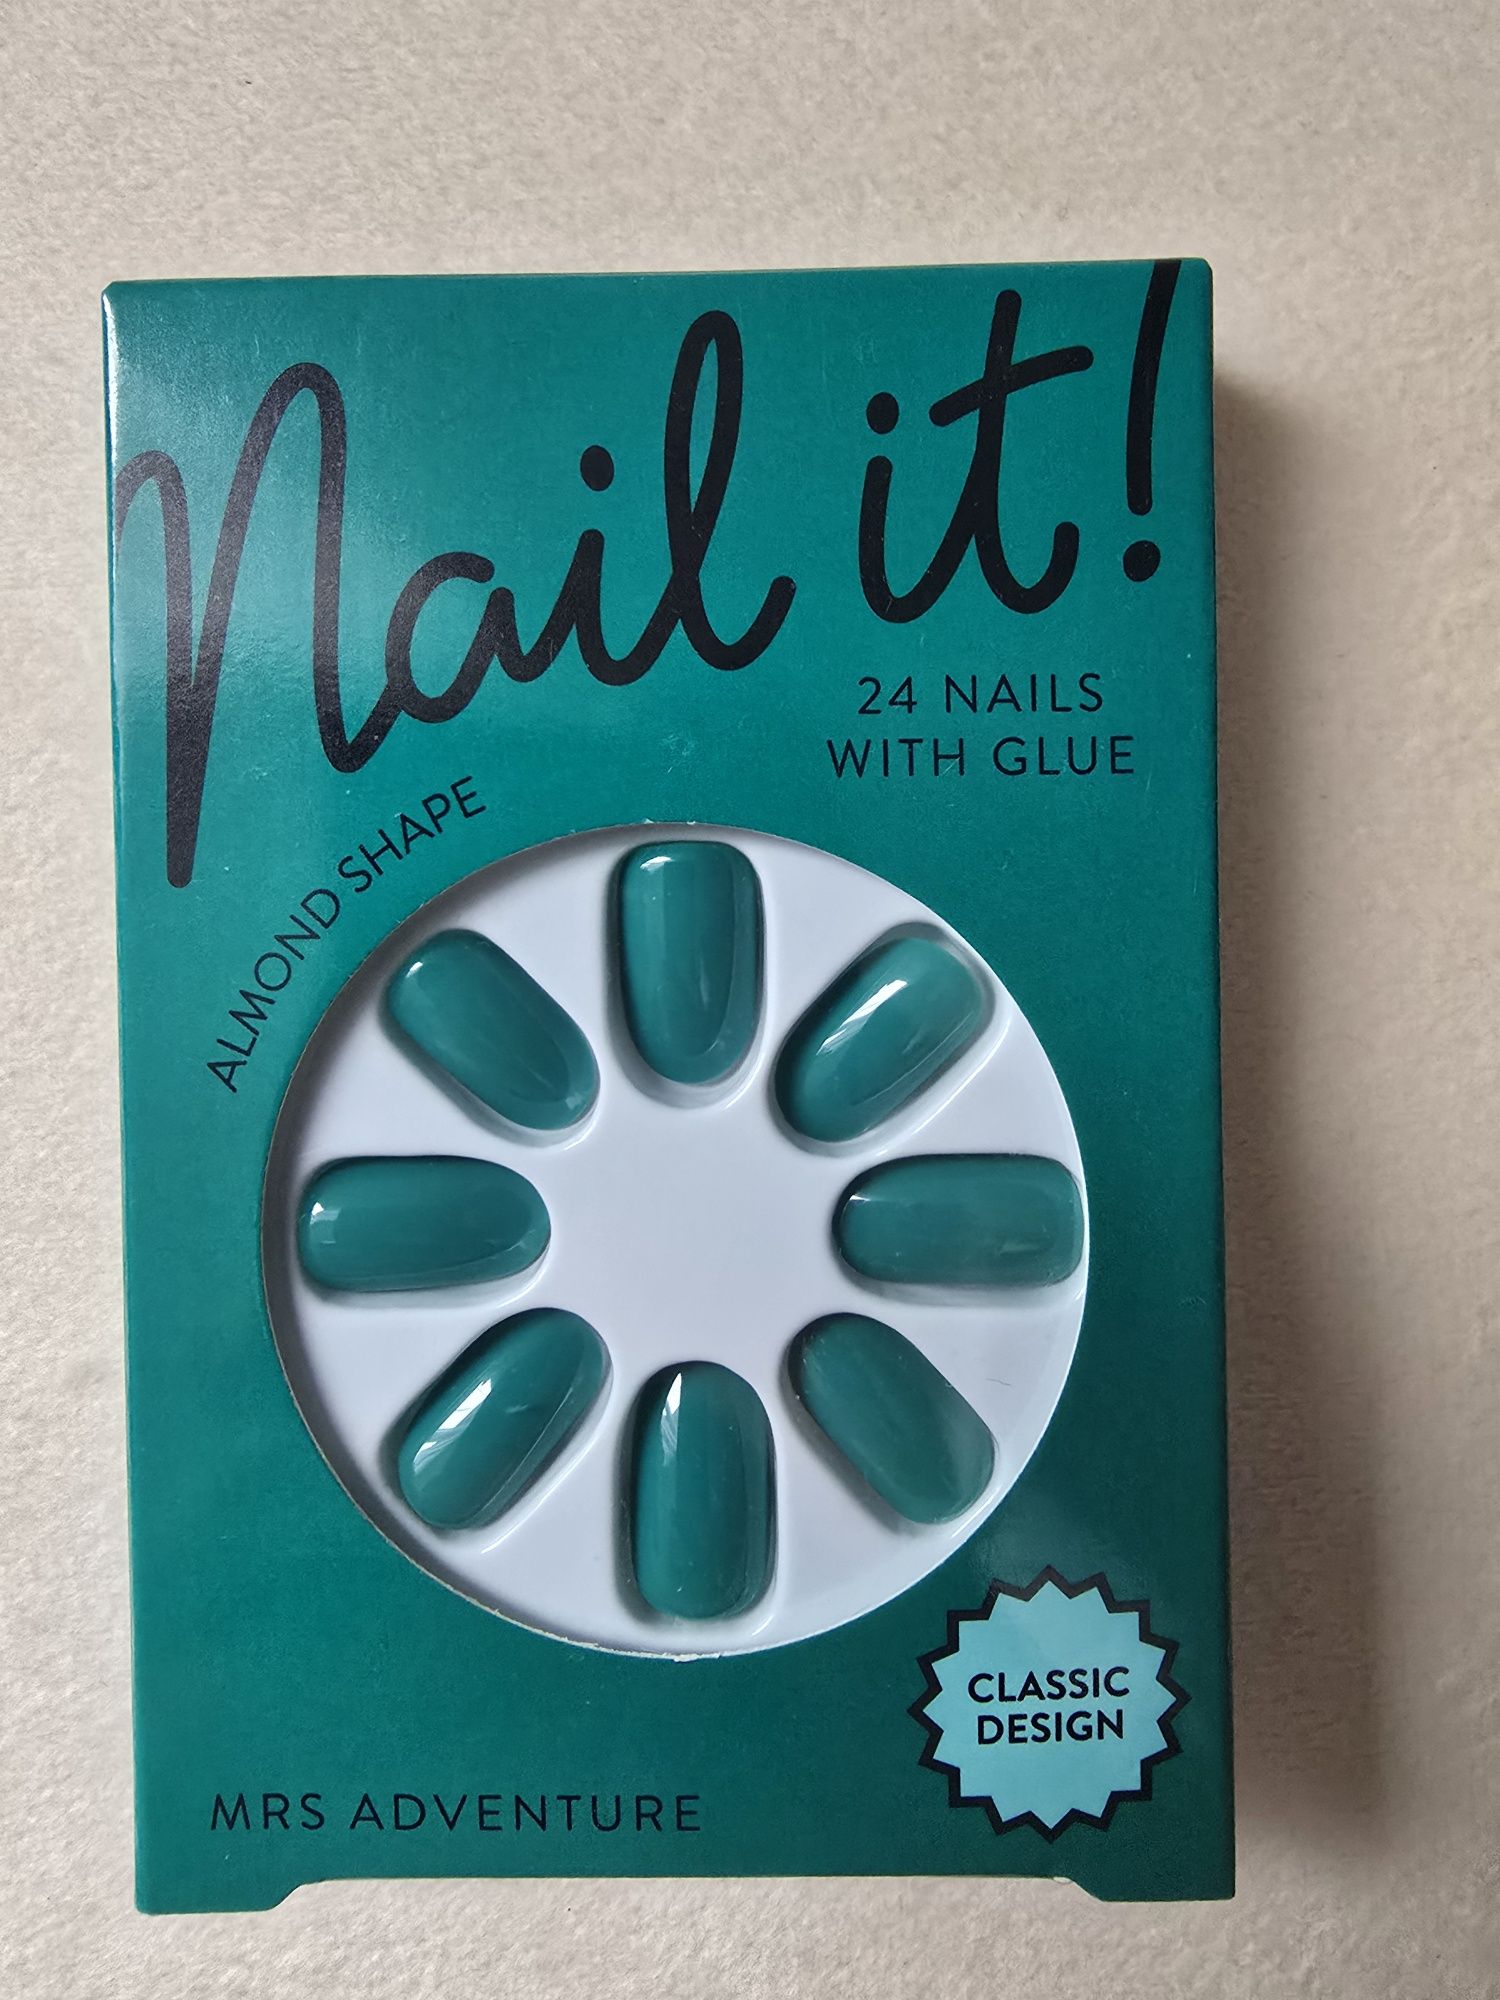 Nail it!
24 NAILS
WITH GLUE
ALMOND SHAPE
CLASSIC
DESIGN
MRS ADVENTURE